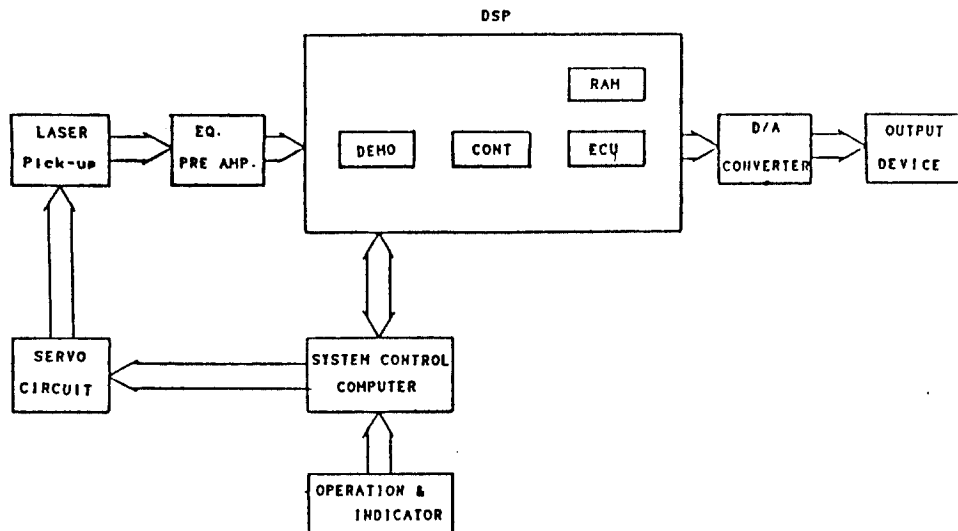 DSP
RAM
LASER
Pick-up
EQ.
PRE AMP.
DEMO
CONT
ECU
D/A
CONVERTER
OUTPUT
DEVICE
SERVO
CIRCUIT
SYSTEM CONTROL
COMPUTER
OPERATION &
INDICATOR